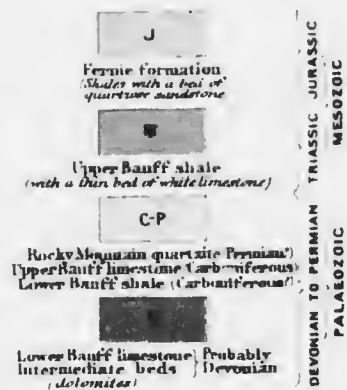 J
Fernie formation
(Shales with a bed of
quartzose sandstone
Upper Banff shale
(with a thin bed of white limestone)
C-P
Rocky Mountain quartzite Permian?)
Upper Banff limestone (Carboniferous)
Lower Banff shale (Carboniferous?)
Lower Banff limestone } Probably
Intermediate beds } Devonian
(dolomites)
TRIASSIC JURASSIC
MESOZOIC
DEVONIAN TO PERMIAN
PALAEOZOIC